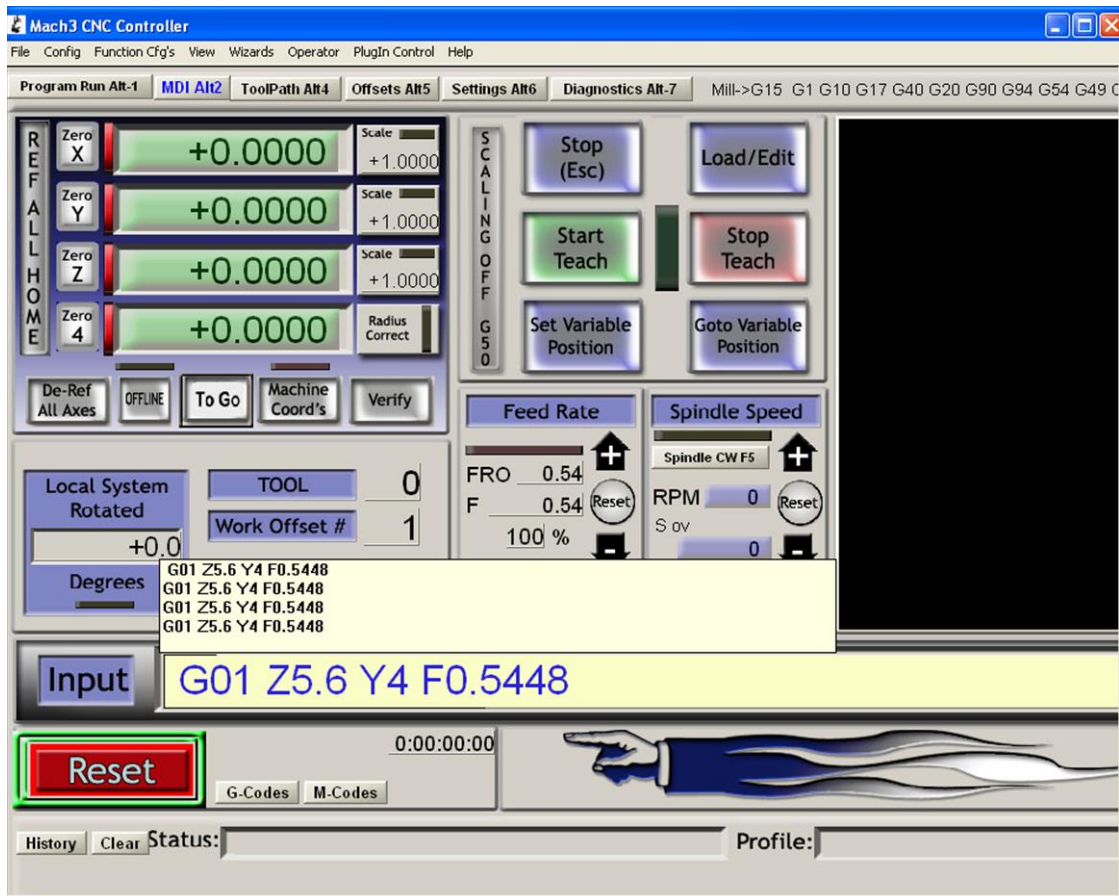 Mach3 CNC Controller
File Config Function Cfg's View Wizards Operator PlugIn Control Help
Program Run Alt-1 MDI Alt2 ToolPath Alt4 Offsets Alt5 Settings Alt6 Diagnostics Alt-7 Mill->G15 G1 G10 G17 G40 G20 G90 G94 G54 G49
REF ALL HOME
Zero X +0.0000 Scale +1.0000
Zero Y +0.0000 Scale +1.0000
Zero Z +0.0000 Scale +1.0000
Zero 4 +0.0000 Radius Correct
De-Ref All Axes OFFLINE To Go Machine Coord's Verify
SCALING OFF G50
Stop (Esc) Load/Edit
Start Teach Stop Teach
Set Variable Position Goto Variable Position
Local System Rotated
+0.0
Degrees
TOOL 0
Work Offset # 1
Feed Rate
FRO 0.54
F 0.54 Reset
100 %
+
-
Spindle Speed
Spindle CW F5 +
RPM 0 Reset
S ov
0 -
G01 Z5.6 Y4 F0.5448
G01 Z5.6 Y4 F0.5448
G01 Z5.6 Y4 F0.5448
G01 Z5.6 Y4 F0.5448
Input G01 Z5.6 Y4 F0.5448
Reset
0:00:00:00
G-Codes M-Codes
History Clear Status: Profile: